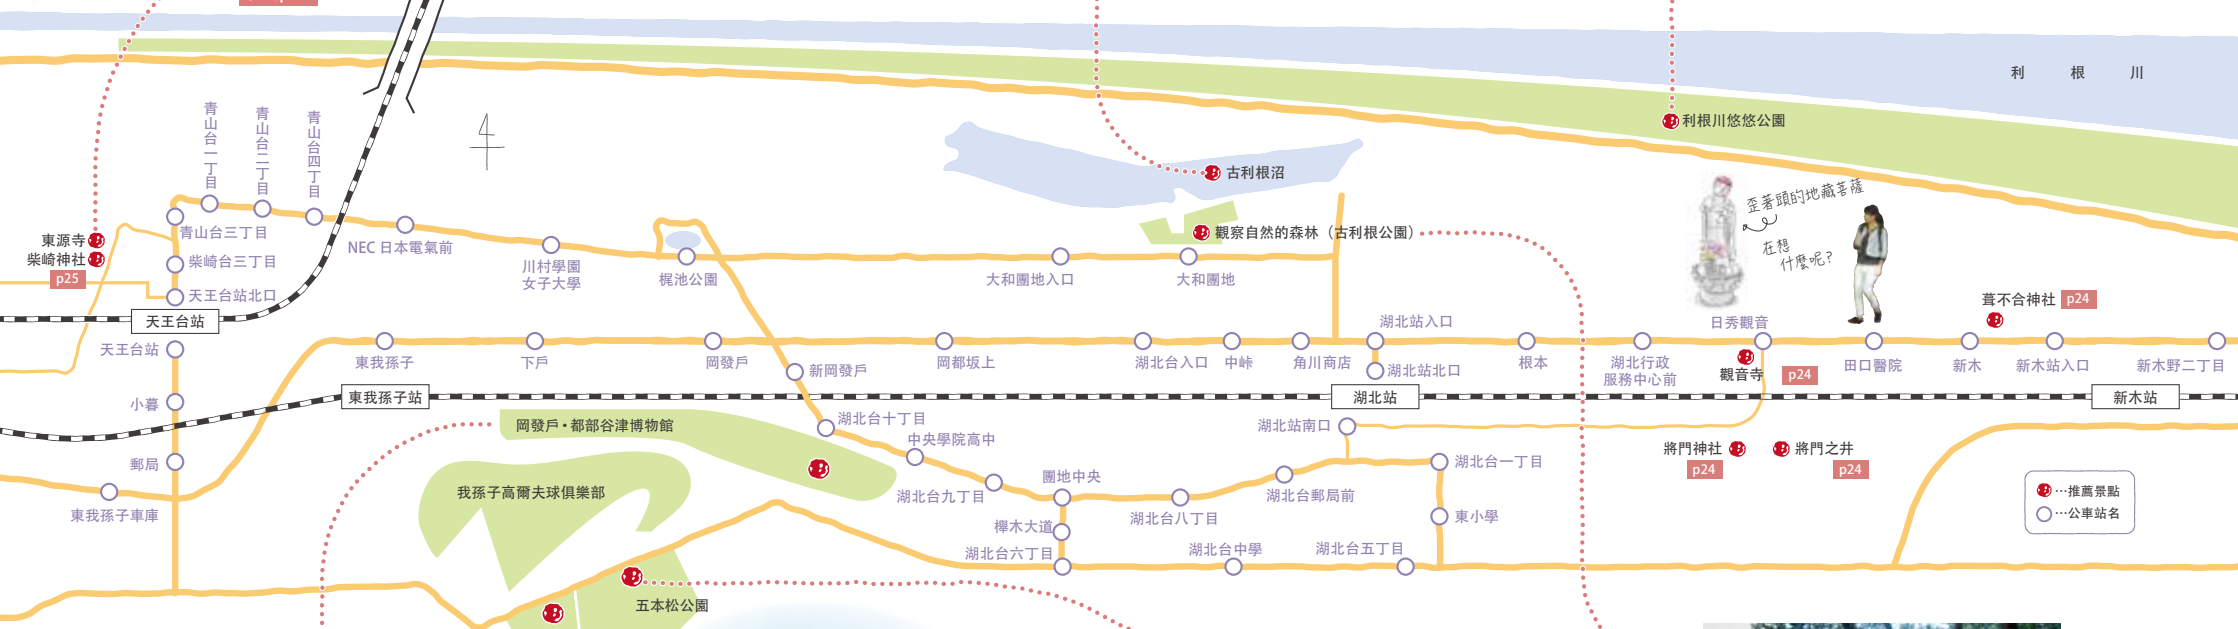 利根川
利根川悠悠公園
古利根沼
觀察自然的森林（古利根公園）
歪著頭的地藏菩薩
在想
什麼呢?
青山台一丁目
青山台二丁目
青山台四丁目
東源寺
柴崎神社
p25
青山台三丁目
柴崎台三丁目
天王台站北口
NEC 日本電氣前
川村學園
女子大學
梶池公園
大和團地入口
大和團地
葺不合神社 p24
天王台站
天王台站
小暮
郵局
東我孫子車庫
東我孫子
下戶
岡發戶
新岡發戶
岡都坂上
湖北台入口
中峠
角川商店
湖北站入口
湖北站北口
根本
湖北行政
服務中心前
日秀觀音
觀音寺
p24
田口醫院
新木
新木站入口
新木野二丁目
東我孫子站
湖北站
新木站
岡發戶・都部谷津博物館
我孫子高爾夫球俱樂部
五本松公園
湖北台十丁目
中央學院高中
湖北台九丁目
團地中央
櫸木大道
湖北台六丁目
湖北台八丁目
湖北台中學
湖北台郵局前
湖北台五丁目
湖北站南口
湖北台一丁目
東小學
將門神社
p24
將門之井
p24
…推薦景點
…公車站名